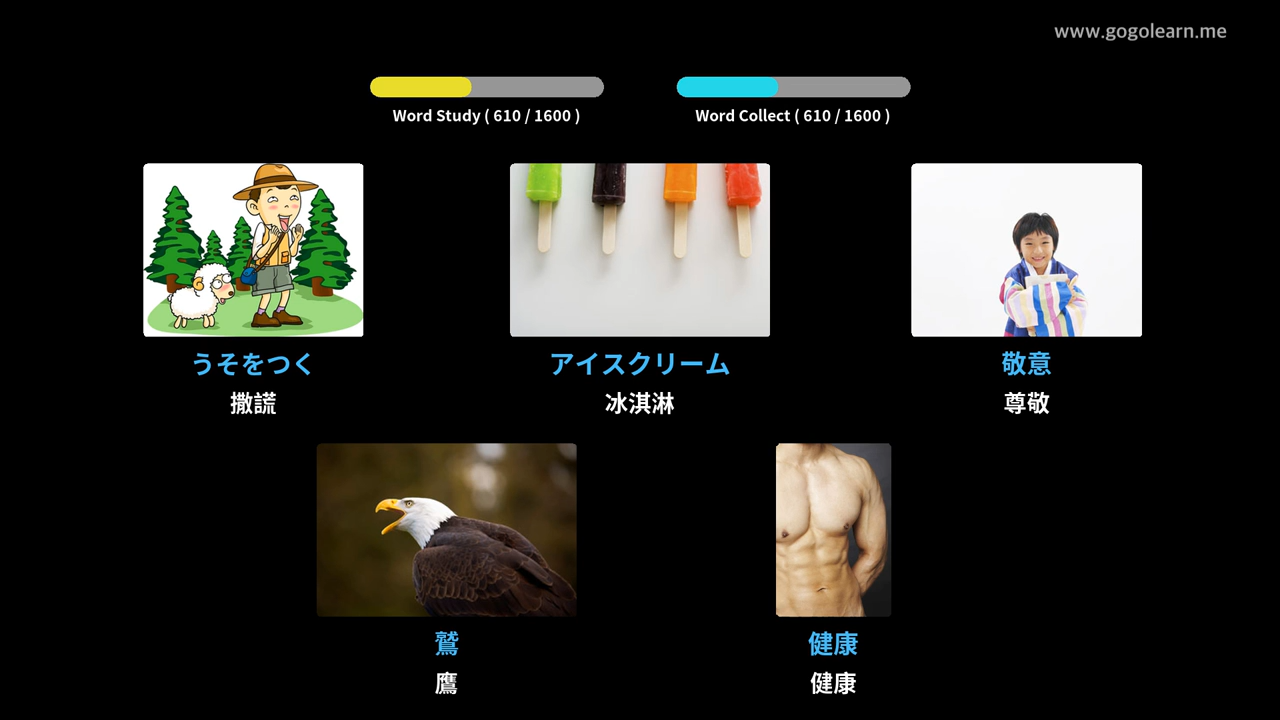 www.gogolearn.me
Word Study ( 610 / 1600 )
Word Collect ( 610 / 1600 )
うそをつく
撒謊
アイスクリーム
冰淇淋
敬意
尊敬
鷲
鷹
健康
健康